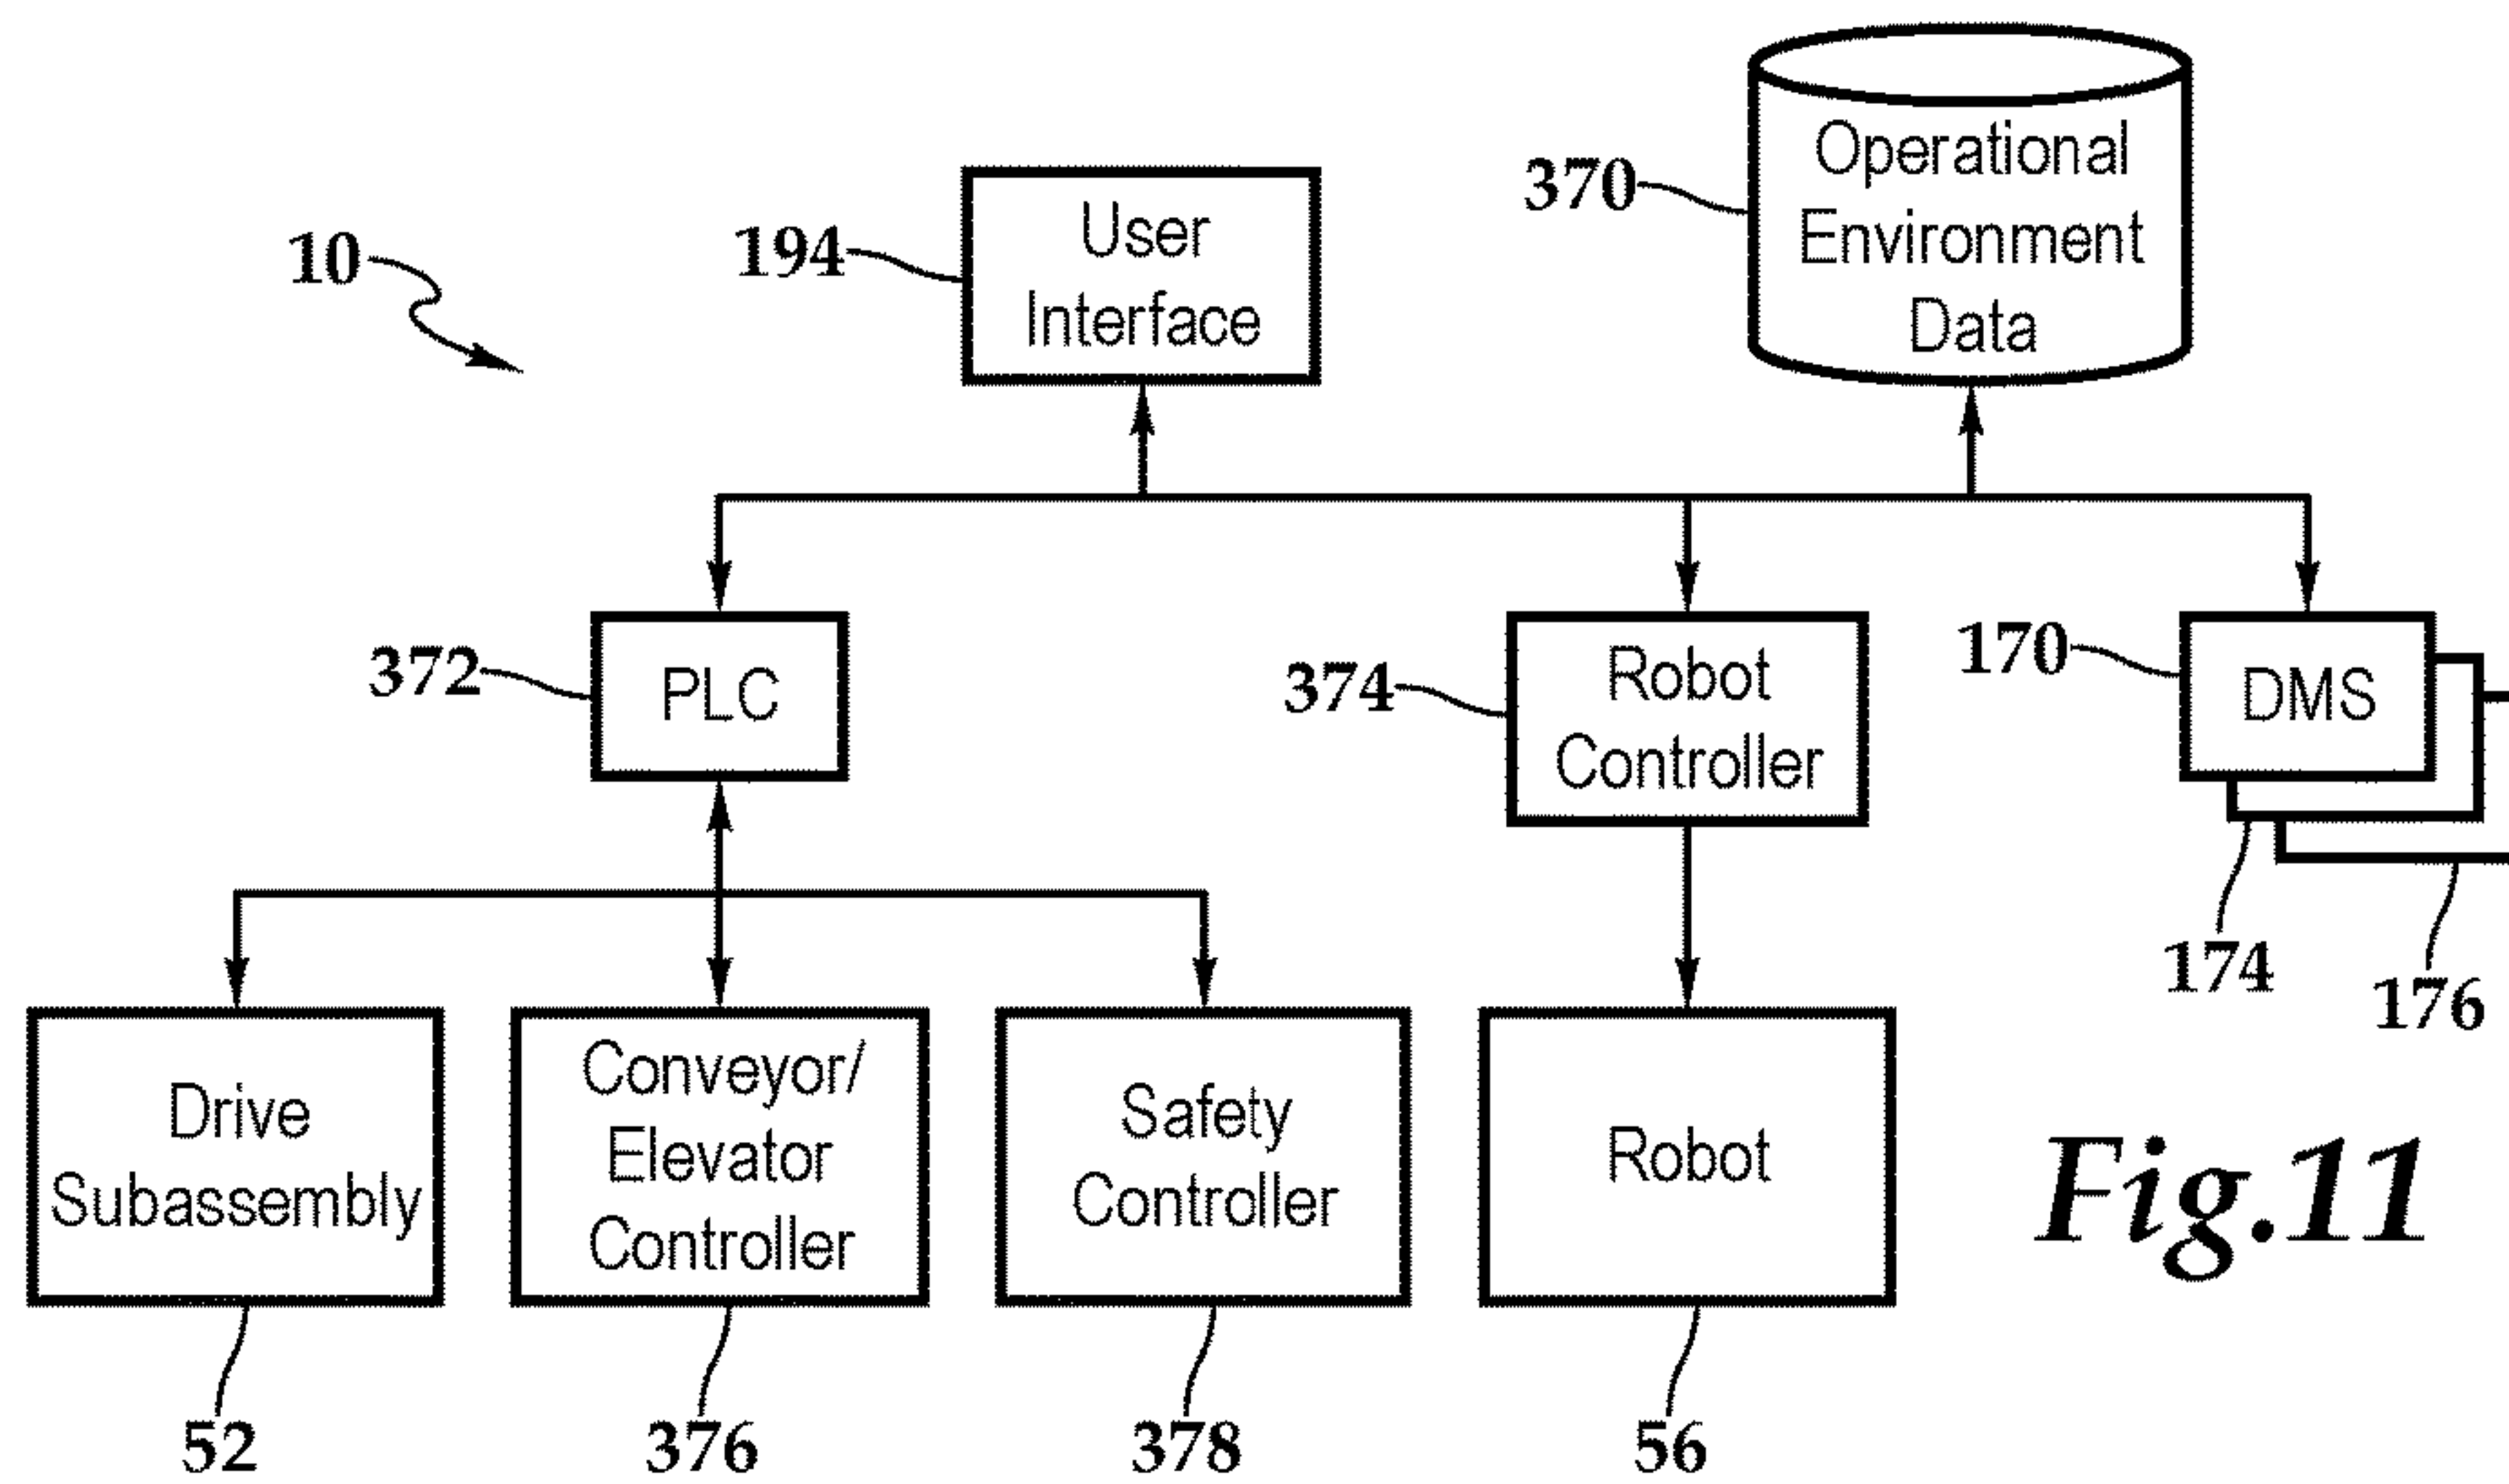 10
194
User
Interface
370
Operational
Environment
Data
372
PLC
374
Robot
Controller
170
DMS
174
176
Drive
Subassembly
Conveyor/
Elevator
Controller
Safety
Controller
Robot
52
376
378
56
Fig.11